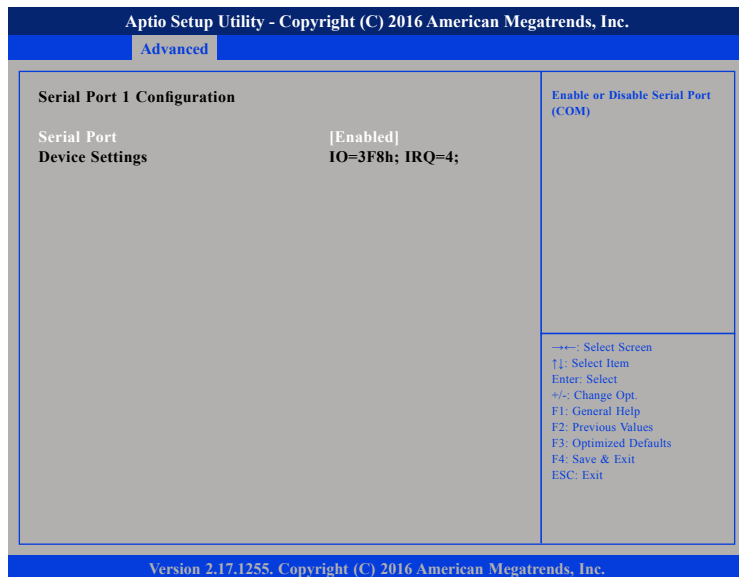 Aptio Setup Utility - Copyright (C) 2016 American Megatrends, Inc.
Advanced
Serial Port 1 Configuration
Serial Port [Enabled]
Device Settings IO=3F8h; IRQ=4;
Enable or Disable Serial Port
(COM)
→←: Select Screen
↑↓: Select Item
Enter: Select
+/-: Change Opt.
F1: General Help
F2: Previous Values
F3: Optimized Defaults
F4: Save & Exit
ESC: Exit
Version 2.17.1255. Copyright (C) 2016 American Megatrends, Inc.